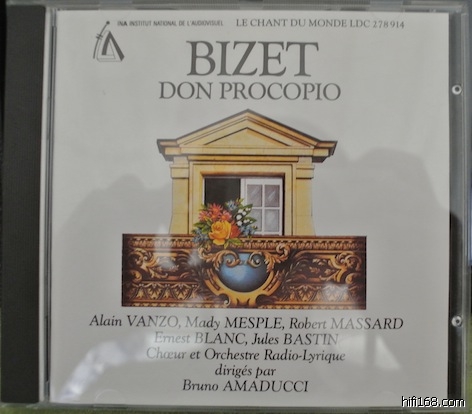 INA INSTITUT NATIONAL DE L'AUDIOVISUEL
LE CHANT DU MONDE LDC 278 914
BIZET
DON PROCOPIO
Alain VANZO, Mady MESPLE, Robert MASSARD
Ernest BLANC, Jules BASTIN
Chœur et Orchestre Radio-Lyrique
dirigés par
Bruno AMADUCCI
hifi168.com